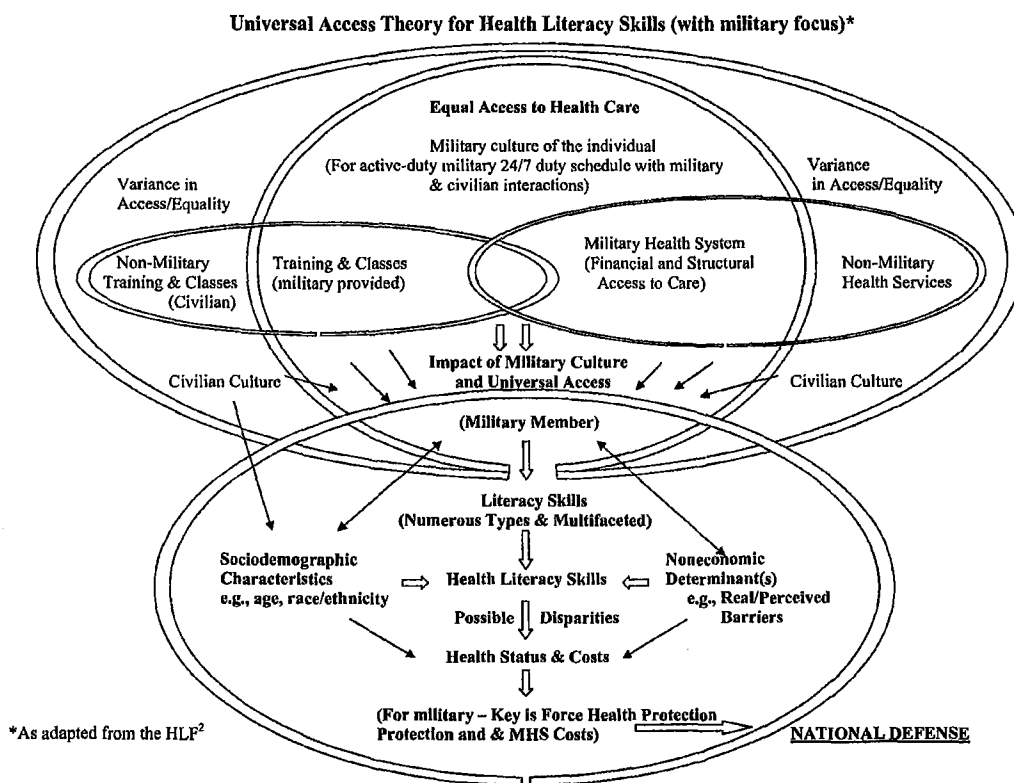 Universal Access Theory for Health Literacy Skills (with military focus)*
Equal Access to Health Care
Military culture of the individual
(For active-duty military 24/7 duty schedule with military
& civilian interactions)
Variance in
Access/Equality
Variance
in Access/Equality
Non-Military
Training & Classes
(Civilian)
Training & Classes
(military provided)
Military Health System
(Financial and Structural
Access to Care)
Non-Military
Health Services
Impact of Military Culture
and Universal Access
Civilian Culture
Civilian Culture
(Military Member)
Literacy Skills
(Numerous Types & Multifaceted)
Sociodemographic
Characteristics
e.g., age, race/ethnicity
Health Literacy Skills
Noneconomic
Determinant(s)
e.g., Real/Perceived
Barriers
Possible Disparities
Health Status & Costs
(For military – Key is Force Health Protection
Protection and & MHS Costs)
NATIONAL DEFENSE
*As adapted from the HLF2